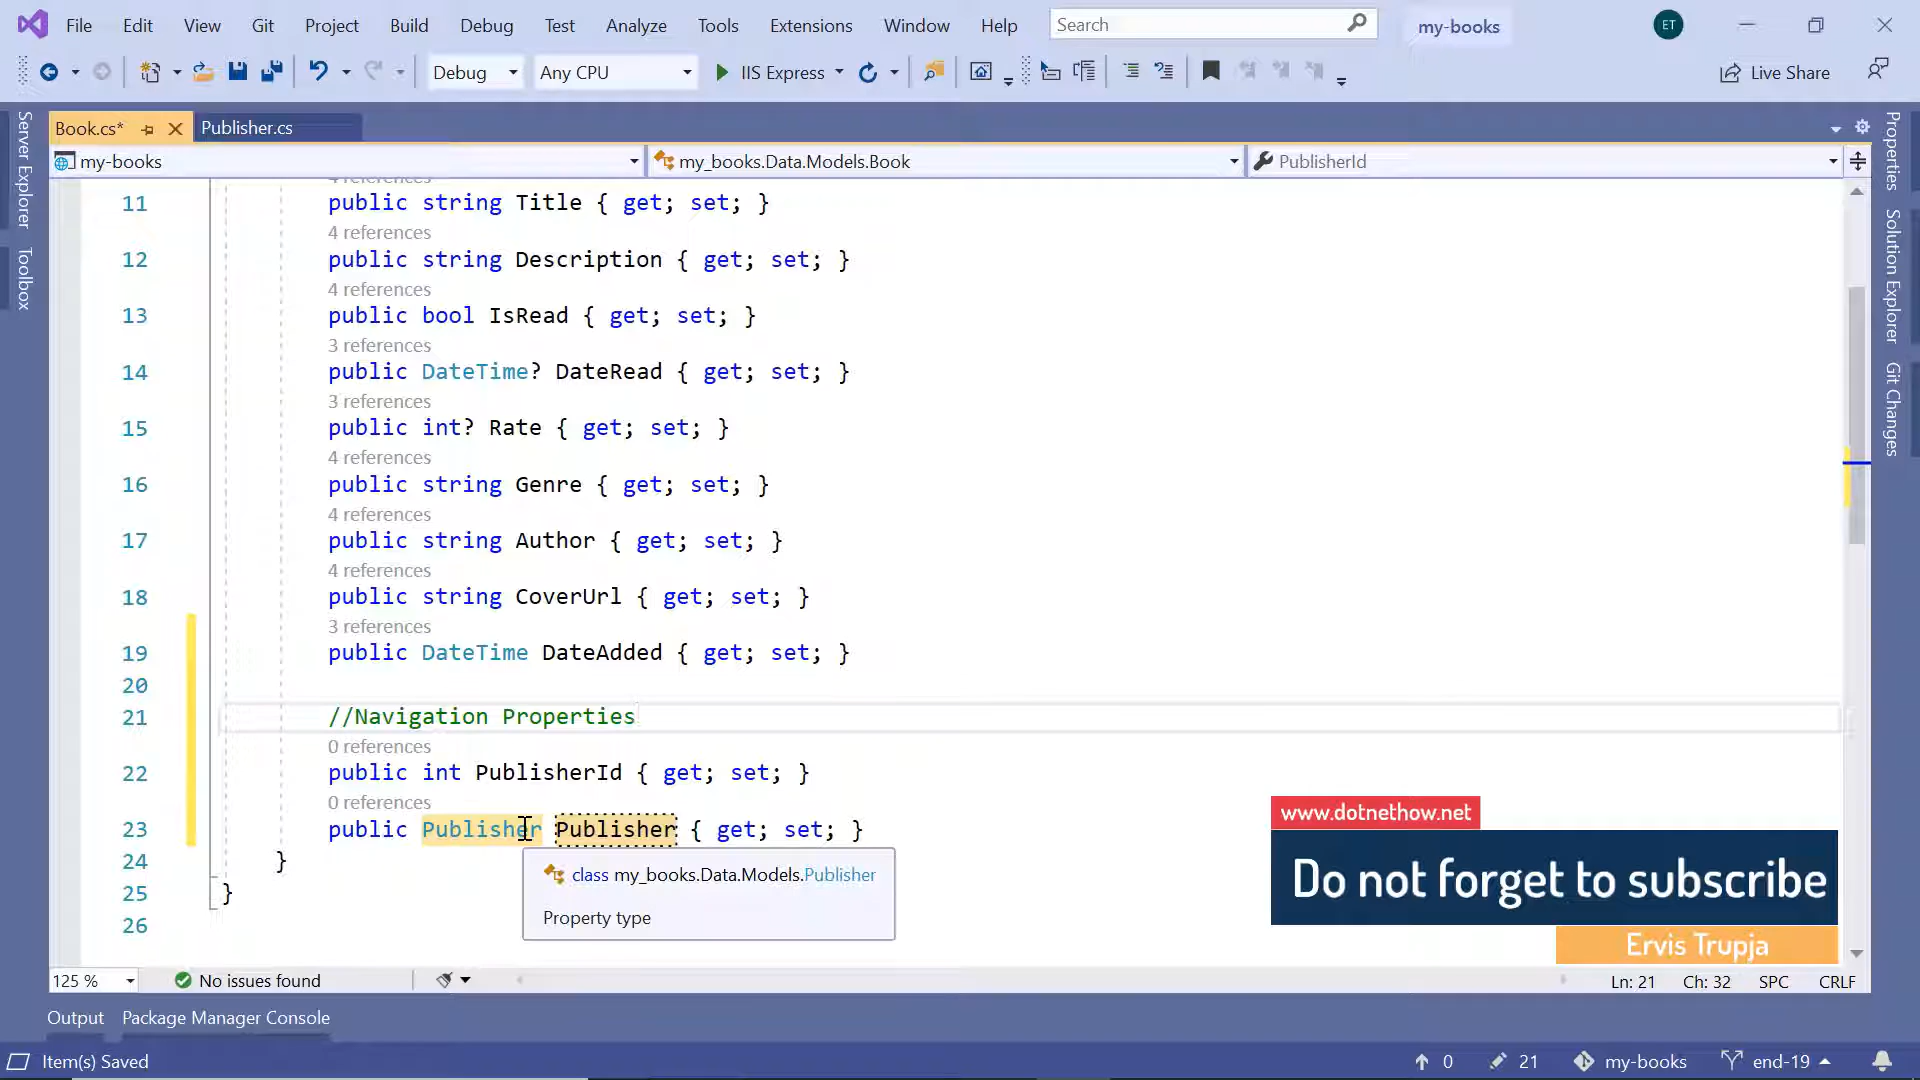 File Edit View Git Project Build Debug Test Analyze Tools Extensions Window Help Search my-books ET
Debug Any CPU IIS Express Live Share
Book.cs* Publisher.cs
my-books my_books.Data.Models.Book PublisherId
Server Explorer
Toolbox
Properties
Solution Explorer
Git Changes
11 public string Title { get; set; }
4 references
12 public string Description { get; set; }
4 references
13 public bool IsRead { get; set; }
3 references
14 public DateTime? DateRead { get; set; }
3 references
15 public int? Rate { get; set; }
4 references
16 public string Genre { get; set; }
4 references
17 public string Author { get; set; }
4 references
18 public string CoverUrl { get; set; }
3 references
19 public DateTime DateAdded { get; set; }
20
21 //Navigation Properties
0 references
22 public int PublisherId { get; set; }
0 references
23 public Publisher Publisher { get; set; }
24 }
25 }
26
class my_books.Data.Models.Publisher
Property type
www.dotnethow.net
Do not forget to subscribe
Ervis Trupja
125 % No issues found Ln: 21 Ch: 32 SPC CRLF
Output Package Manager Console
Item(s) Saved 0 21 my-books end-19